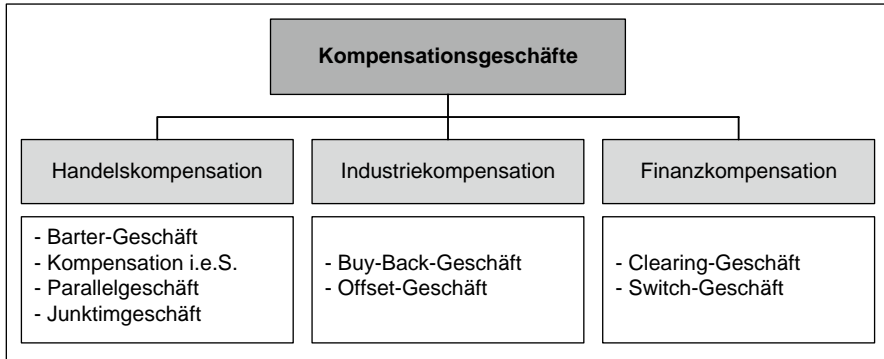 Kompensationsgeschäfte
Handelskompensation
Industriekompensation
Finanzkompensation
- Barter-Geschäft
- Kompensation i.e.S.
- Parallelgeschäft
- Junktimgeschäft
- Buy-Back-Geschäft
- Offset-Geschäft
- Clearing-Geschäft
- Switch-Geschäft